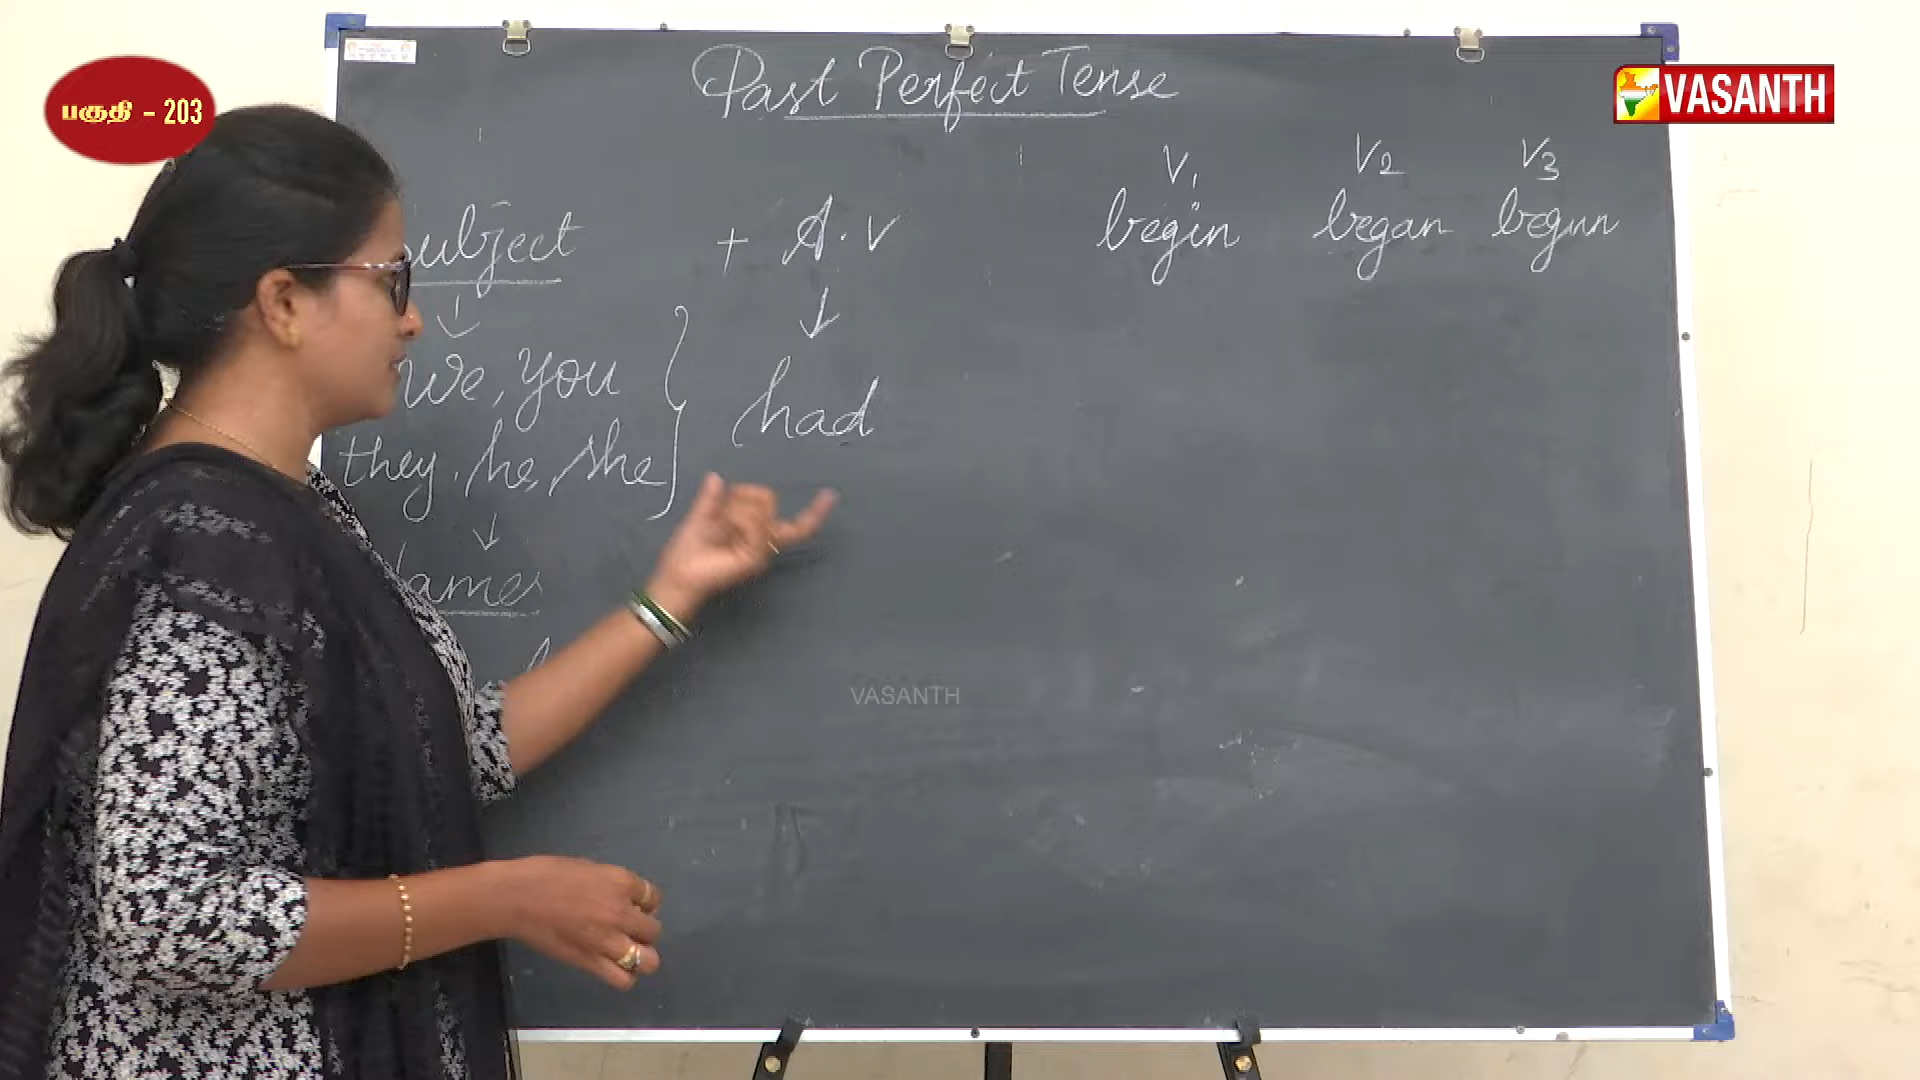 பகுதி - 203
VASANTH
Past Perfect Tense
V1 V2 V3
begin began begun
Subject + A.V
we, you
they, he, she
had
Names
VASANTH